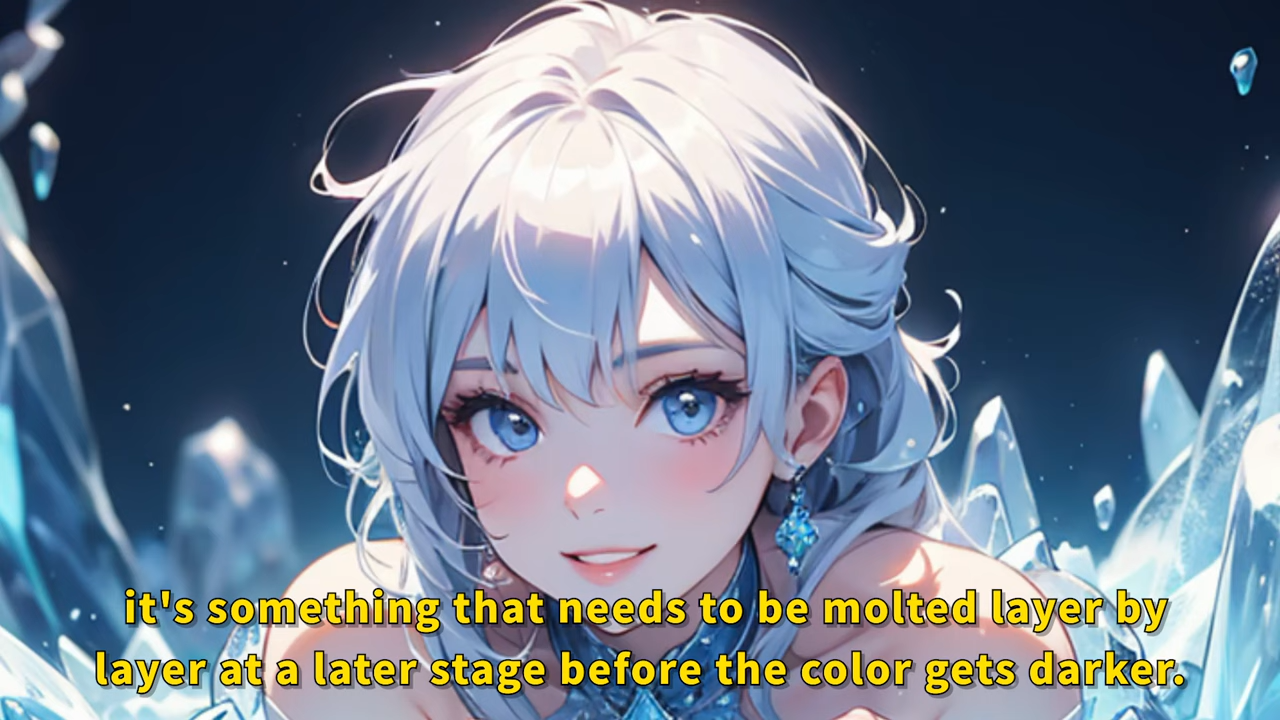 it's something that needs to be molted layer by
layer at a later stage before the color gets darker.